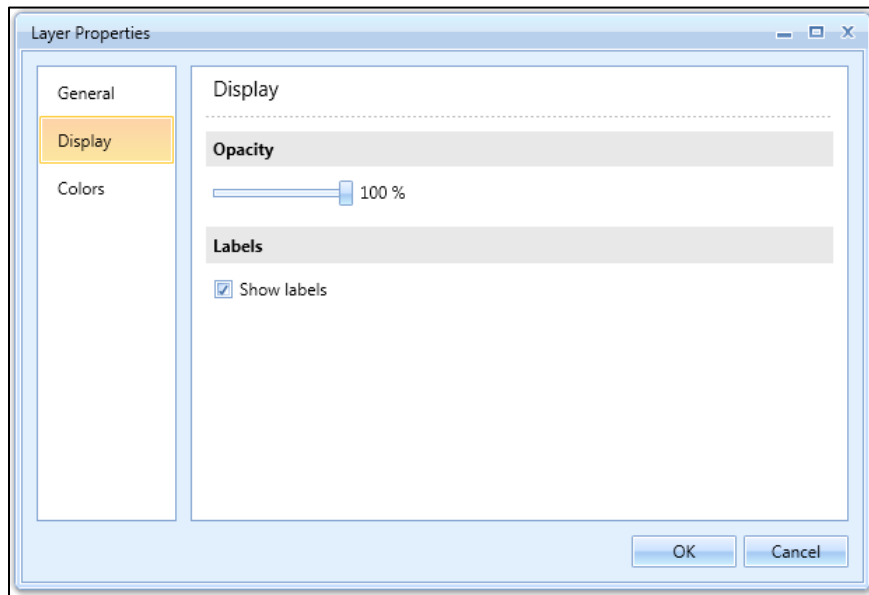 Layer Properties
General
Display
Colors
Display
Opacity
100 %
Labels
Show labels
OK
Cancel